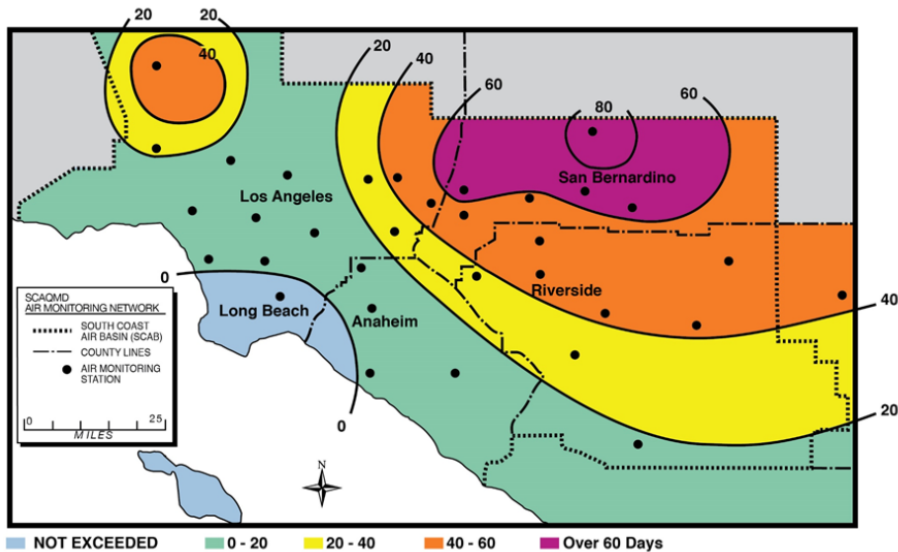 20 20
40
20
40
60
80
60
San Bernardino
Los Angeles
0
Riverside
40
Long Beach
Anaheim
SCAQMD
AIR MONITORING NETWORK
SOUTH COAST
AIR BASIN (SCAB)
COUNTY LINES
AIR MONITORING
STATION
0 25
MILES
20
0
N
NOT EXCEEDED 0 - 20 20 - 40 40 - 60 Over 60 Days